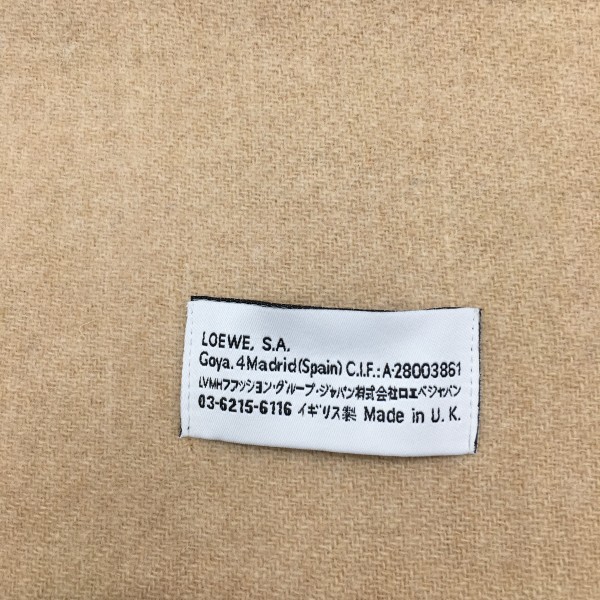 LOEWE, S.A.
Goya. 4 Madrid (Spain) C.I.F.: A-28003861
LVMHファッション・グループ・ジャパン株式会社ロエベジャパン
03-6215-6116 イギリス製 Made in U. K.